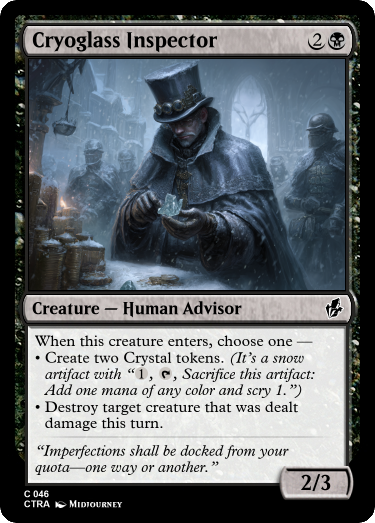 Cryoglass Inspector 2
Creature — Human Advisor
When this creature enters, choose one —
• Create two Crystal tokens. (It's a snow
artifact with “1, , Sacrifice this artifact:
Add one mana of any color and scry 1.”)
• Destroy target creature that was dealt
damage this turn.
“Imperfections shall be docked from your
quota—one way or another.”
2/3
C 046
CTRA Midjourney